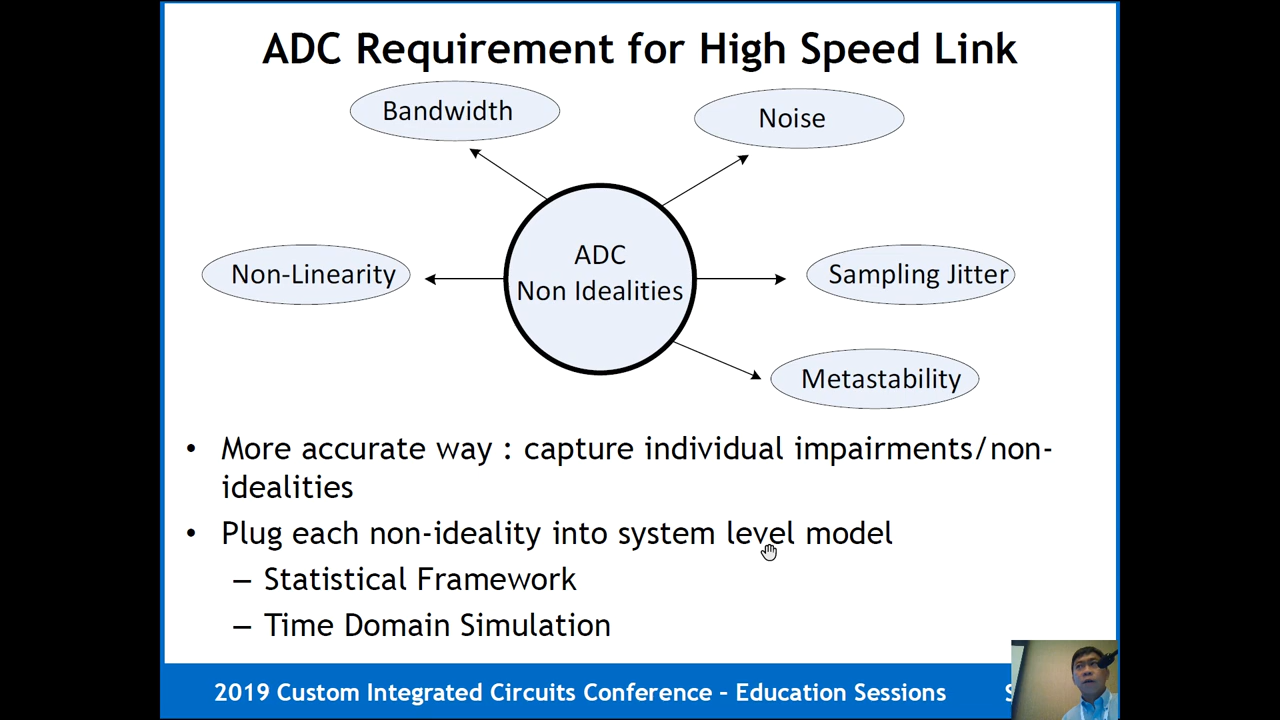 ADC Requirement for High Speed Link
Bandwidth
Noise
ADC
Non Idealities
Non-Linearity
Sampling Jitter
Metastability
• More accurate way : capture individual impairments/non-
idealities
• Plug each non-ideality into system level model
– Statistical Framework
– Time Domain Simulation
2019 Custom Integrated Circuits Conference – Education Sessions